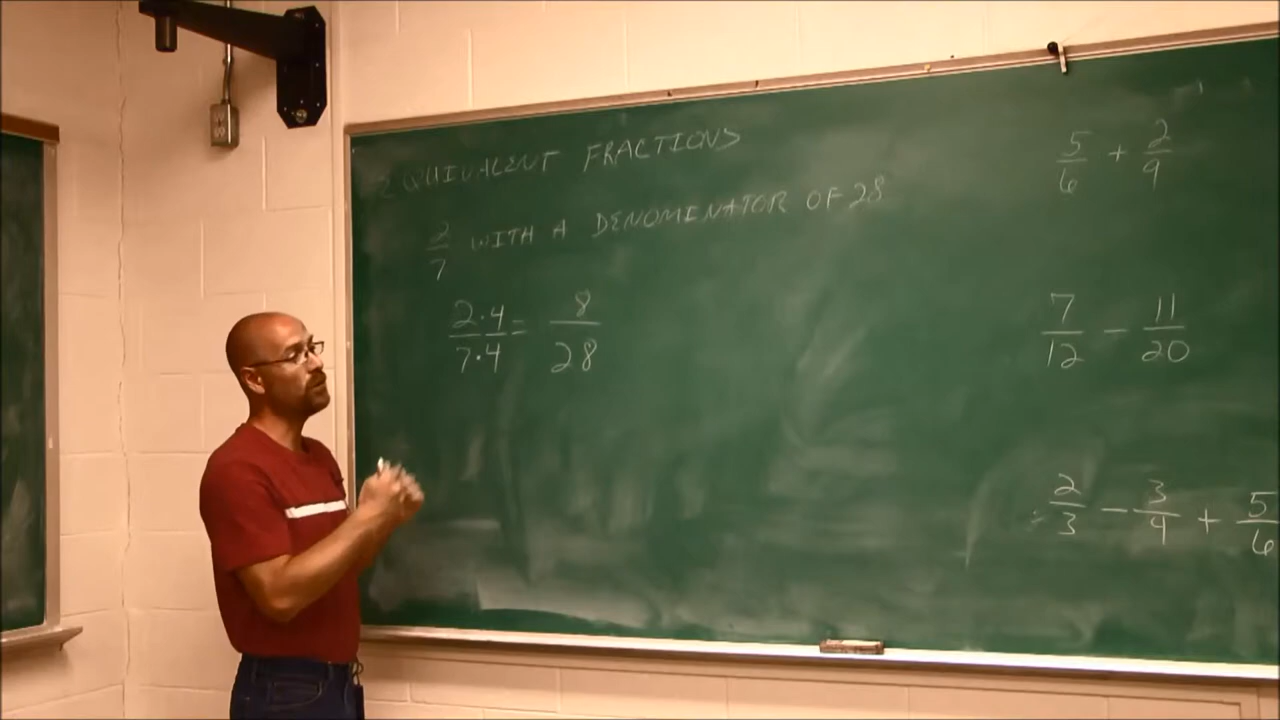 EQUIVALENT FRACTIONS
2/7 WITH A DENOMINATOR OF 28
2·4/7·4 = 8/28
5/6 + 2/9
7/12 - 11/20
2/3 - 3/4 + 5/6